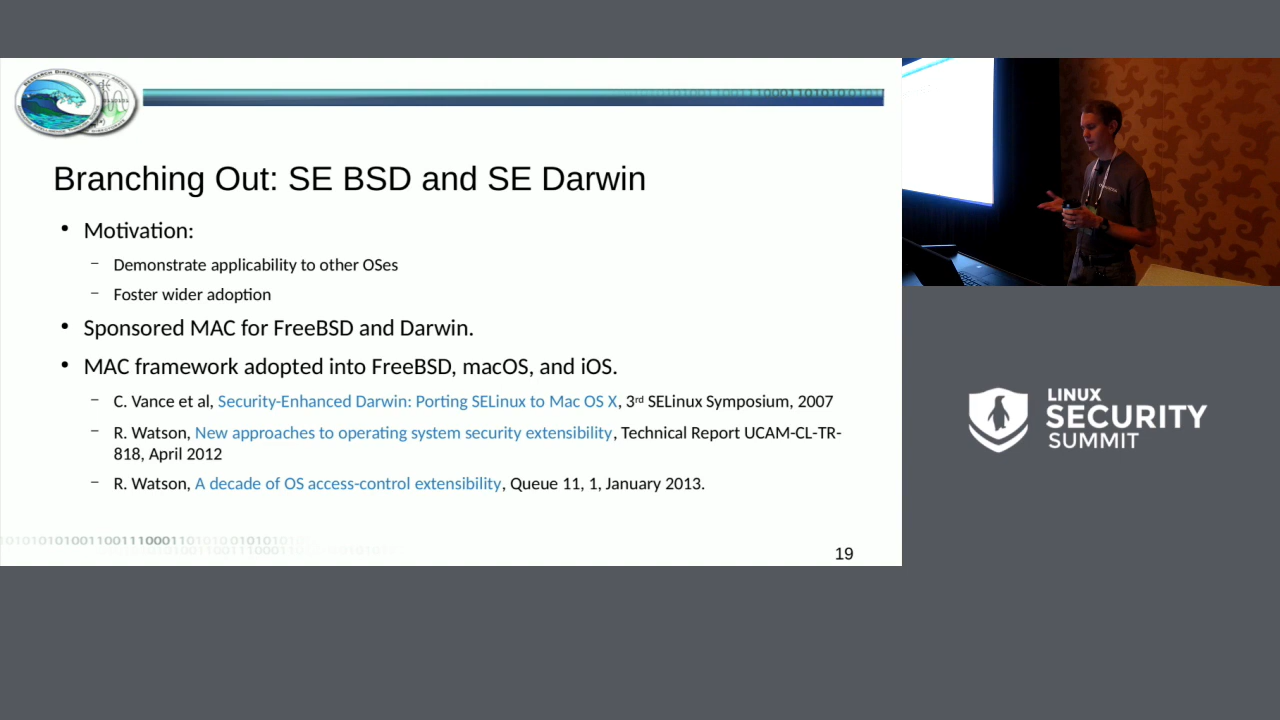 Branching Out: SE BSD and SE Darwin
• Motivation:
– Demonstrate applicability to other OSes
– Foster wider adoption
• Sponsored MAC for FreeBSD and Darwin.
• MAC framework adopted into FreeBSD, macOS, and iOS.
– C. Vance et al, Security-Enhanced Darwin: Porting SELinux to Mac OS X, 3rd SELinux Symposium, 2007
– R. Watson, New approaches to operating system security extensibility, Technical Report UCAM-CL-TR-
818, April 2012
– R. Watson, A decade of OS access-control extensibility, Queue 11, 1, January 2013.
19
LINUX
SECURITY
SUMMIT